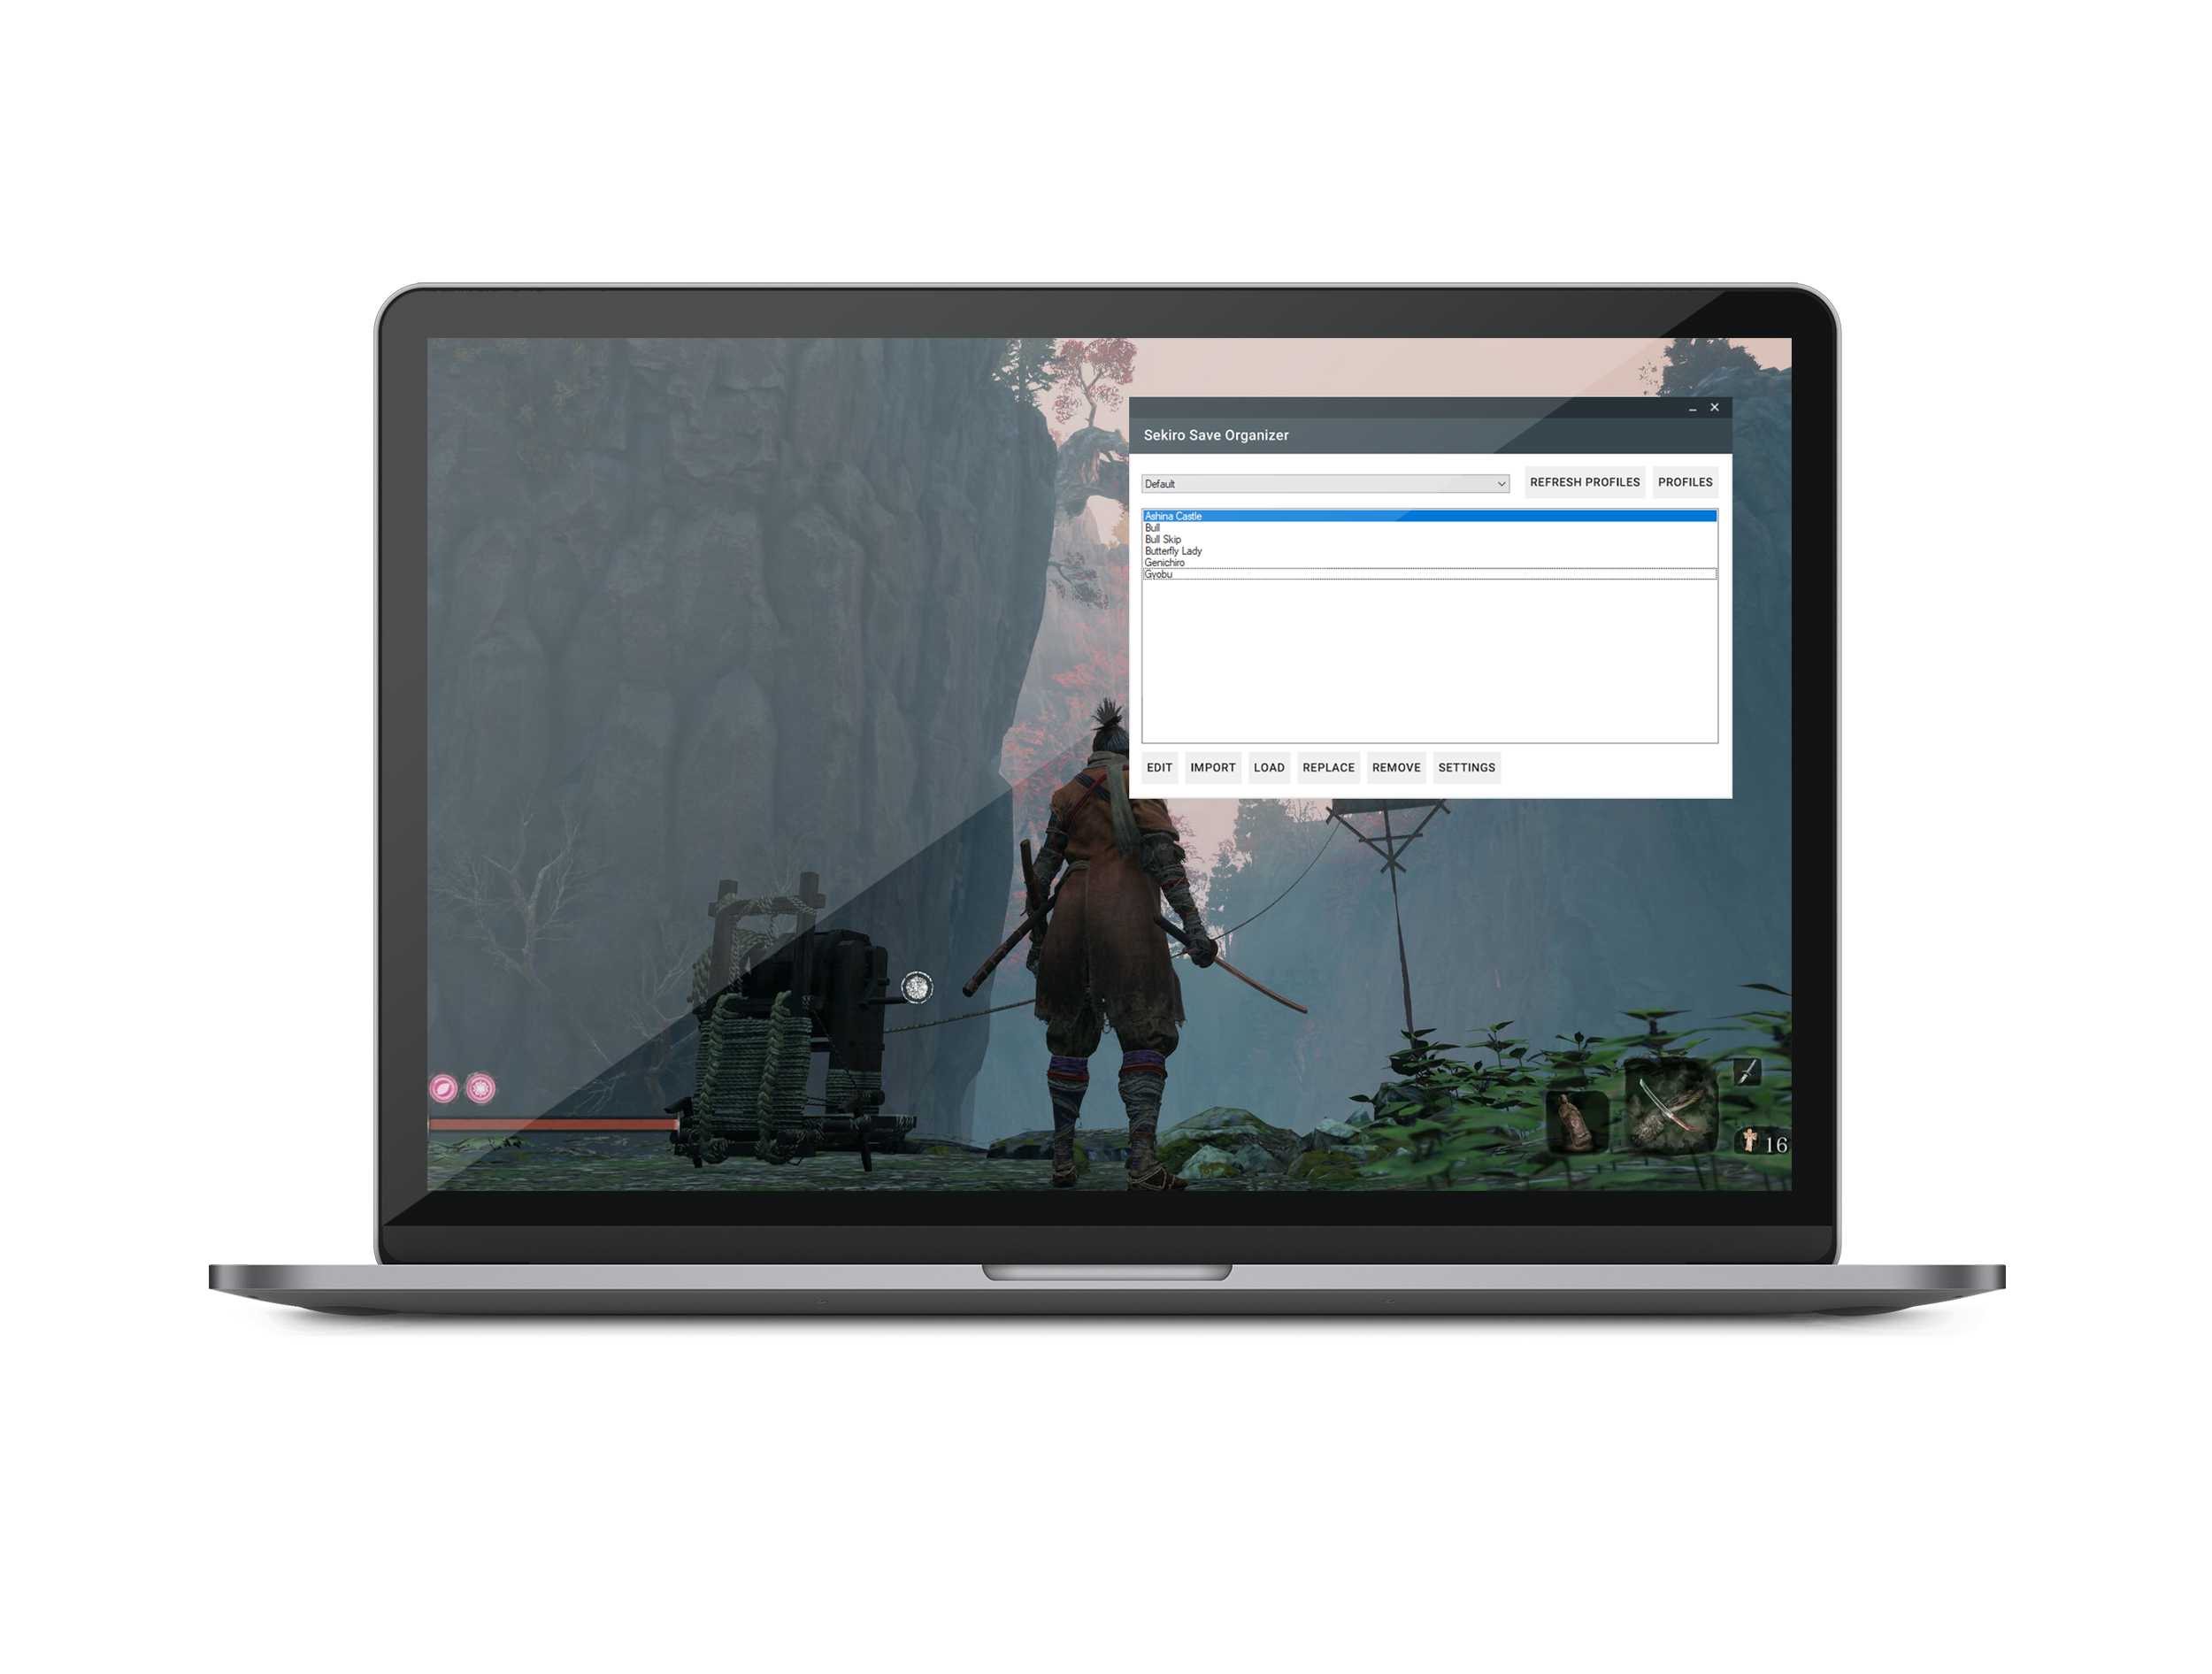 Sekiro Save Organizer
Default
REFRESH PROFILES
PROFILES
Ashina Castle
Bull
Bull Skip
Butterfly Lady
Genichiro
Gyobu
EDIT
IMPORT
LOAD
REPLACE
REMOVE
SETTINGS
16